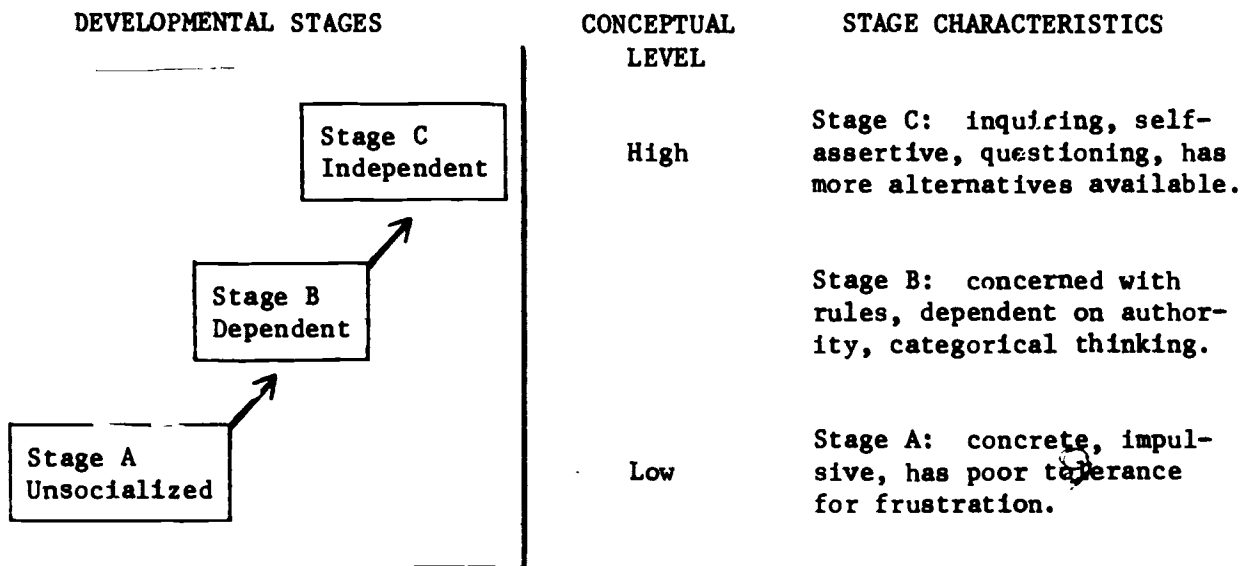 DEVELOPMENTAL STAGES
CONCEPTUAL
LEVEL
STAGE CHARACTERISTICS
Stage C
Independent
High
Stage C: inquiring, self-
assertive, questioning, has
more alternatives available.
Stage B
Dependent
Stage B: concerned with
rules, dependent on author-
ity, categorical thinking.
Stage A
Unsocialized
Low
Stage A: concrete, impul-
sive, has poor tolerance
for frustration.